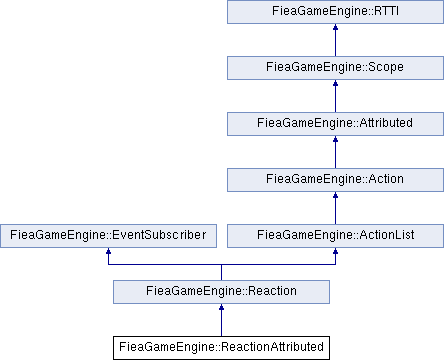 FieaGameEngine::RTTI
FieaGameEngine::Scope
FieaGameEngine::Attributed
FieaGameEngine::Action
FieaGameEngine::EventSubscriber
FieaGameEngine::ActionList
FieaGameEngine::Reaction
FieaGameEngine::ReactionAttributed